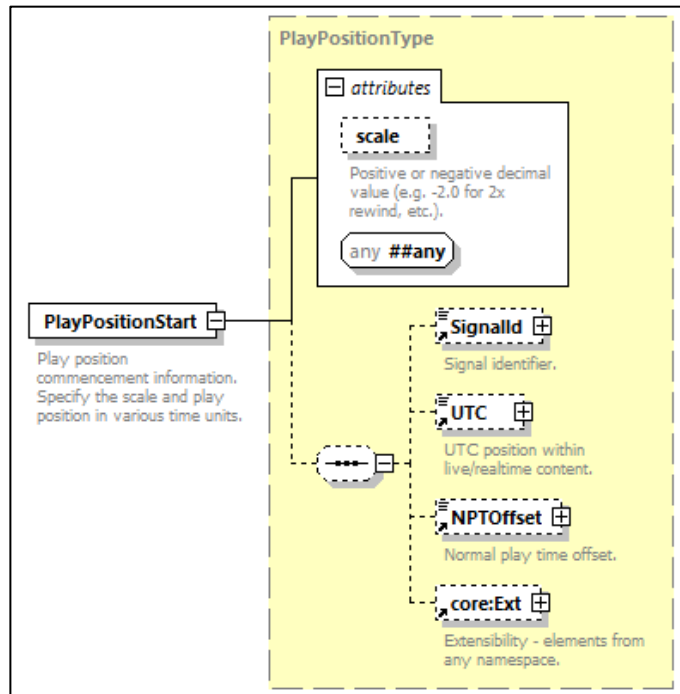 PlayPositionType
attributes
scale
Positive or negative decimal
value (e.g. -2.0 for 2x
rewind, etc.).
any ##any
PlayPositionStart
Play position
commencement information.
Specify the scale and play
position in various time units.
SignalId
Signal identifier.
UTC
UTC position within
live/realtime content.
NPTOffset
Normal play time offset.
core:Ext
Extensibility - elements from
any namespace.